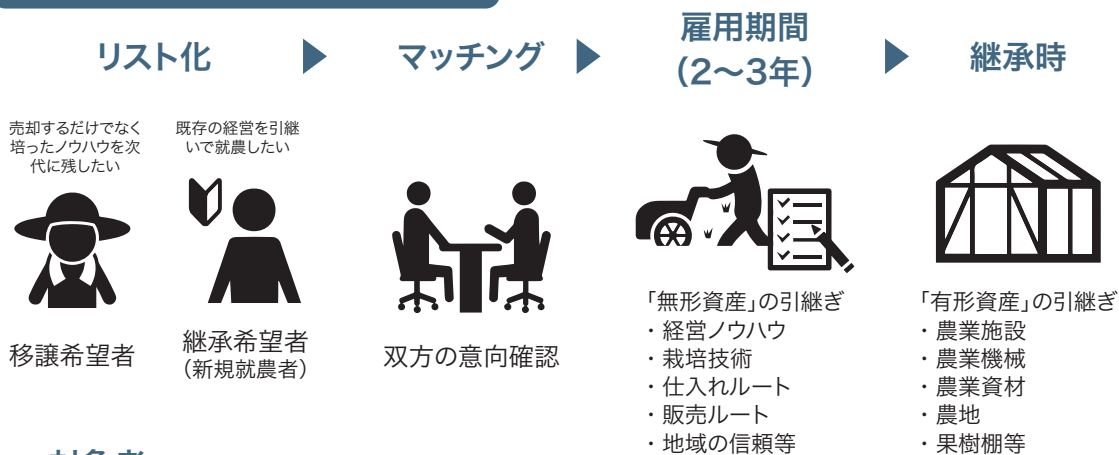 リスト化
マッチング
雇用期間
(2〜3年)
継承時
売却するだけでなく
培ったノウハウを次
代に残したい
既存の経営を引継
いで就農したい
移譲希望者
継承希望者
(新規就農者)
双方の意向確認
「無形資産」の引継ぎ
・経営ノウハウ
・栽培技術
・仕入れルート
・販売ルート
・地域の信頼等
「有形資産」の引継ぎ
・農業施設
・農業機械
・農業資材
・農地
・果樹棚等